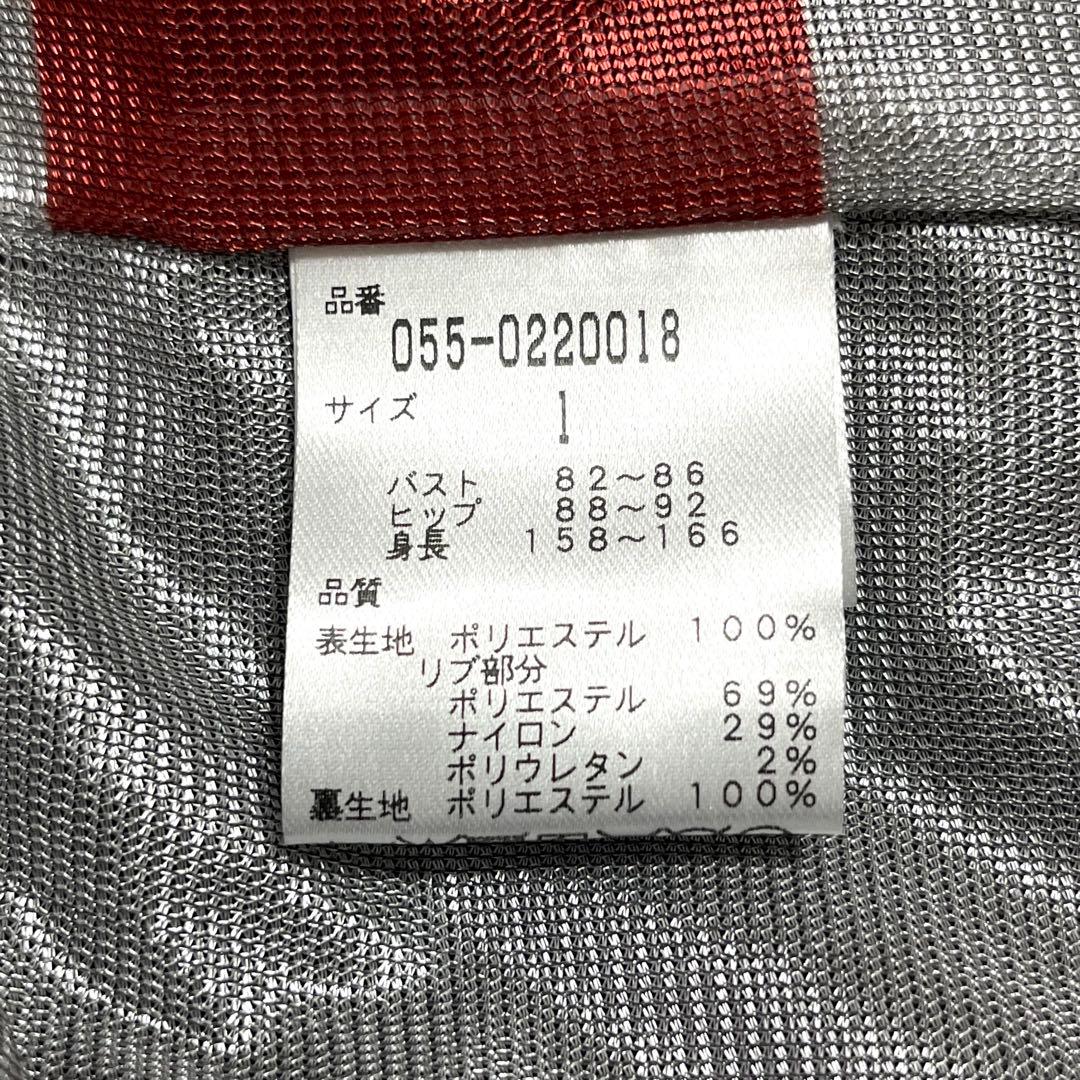 品番
055-0220018
サイズ 1
バスト 82～86
ヒップ 88～92
身長 158～166
品質
表生地 ポリエステル 100%
リブ部分
ポリエステル 69%
ナイロン 29%
ポリウレタン 2%
裏生地 ポリエステル 100%